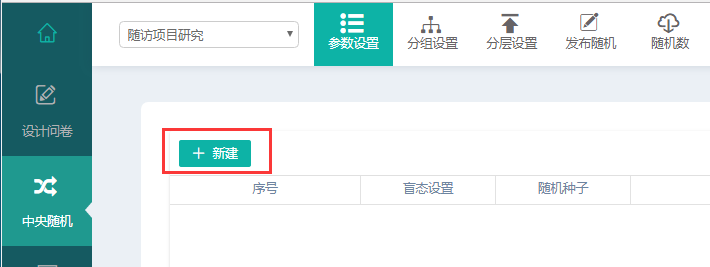 随访项目研究
参数设置
分组设置
分层设置
发布随机
随机数
设计问卷
中央随机
新建
序号
盲态设置
随机种子